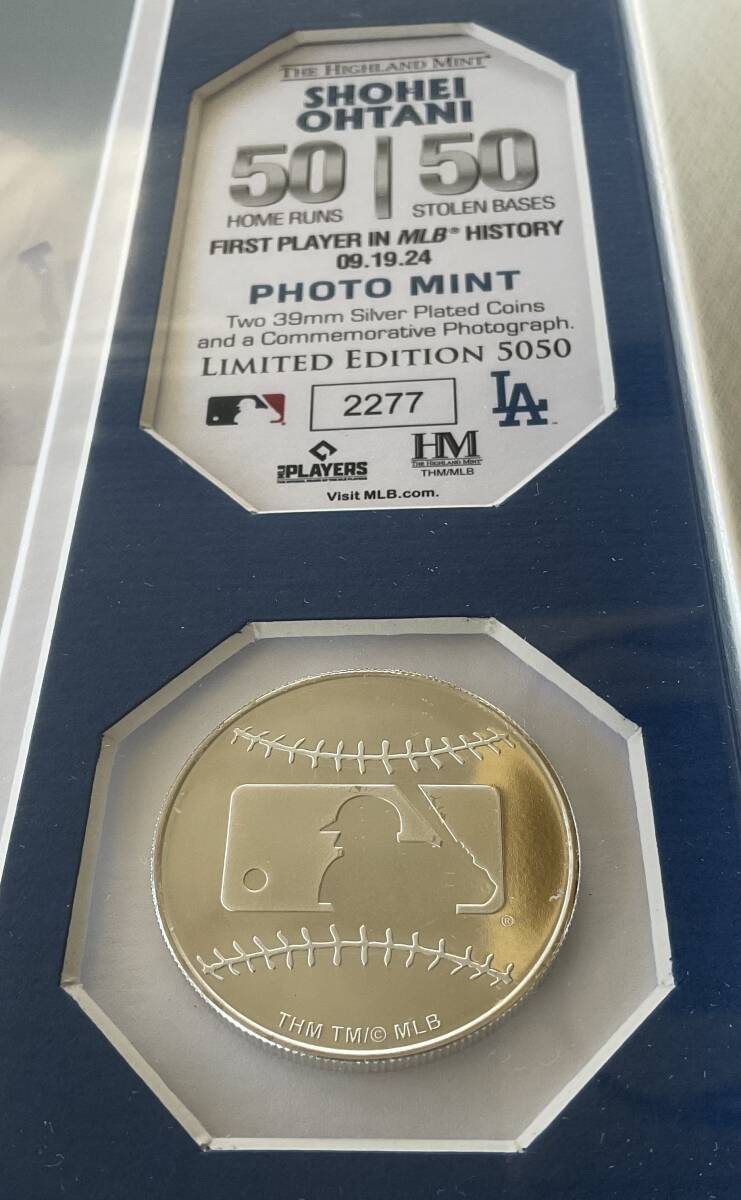 THE HIGHLAND MINT®
SHOHEI
OHTANI
50 | 50
HOME RUNS STOLEN BASES
FIRST PLAYER IN MLB® HISTORY
09.19.24
PHOTO MINT
Two 39mm Silver Plated Coins
and a Commemorative Photograph.
LIMITED EDITION 5050
2277
LA
PLAYERS
HM
THE HIGHLAND MINT
THM/MLB
Visit MLB.com.
®
THM TM/© MLB